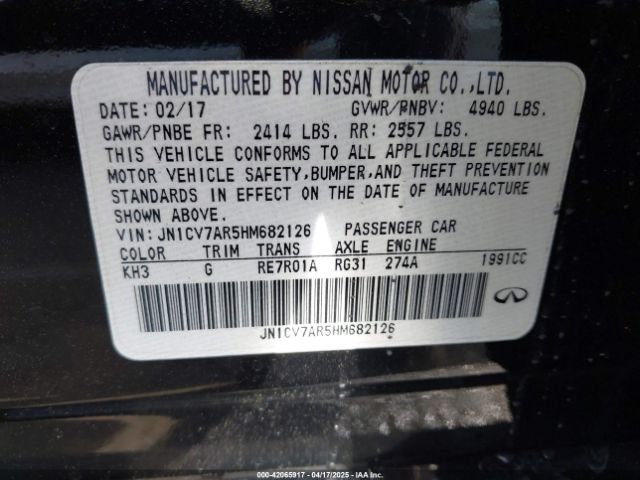 MANUFACTURED BY NISSAN MOTOR CO.,LTD.
DATE: 02/17 GVWR/PNBV: 4940 LBS.
GAWR/PNBE FR: 2414 LBS. RR: 2557 LBS.
THIS VEHICLE CONFORMS TO ALL APPLICABLE FEDERAL
MOTOR VEHICLE SAFETY,BUMPER,AND THEFT PREVENTION
STANDARDS IN EFFECT ON THE DATE OF MANUFACTURE
SHOWN ABOVE.
VIN: JN1CV7AR5HM682126 PASSENGER CAR
COLOR TRIM TRANS AXLE ENGINE
KH3 G RE7R01A RG31 274A 1991CC
JN1CV7AR5HM682126
000-42065917 - 04/17/2025 - IAAI.COM